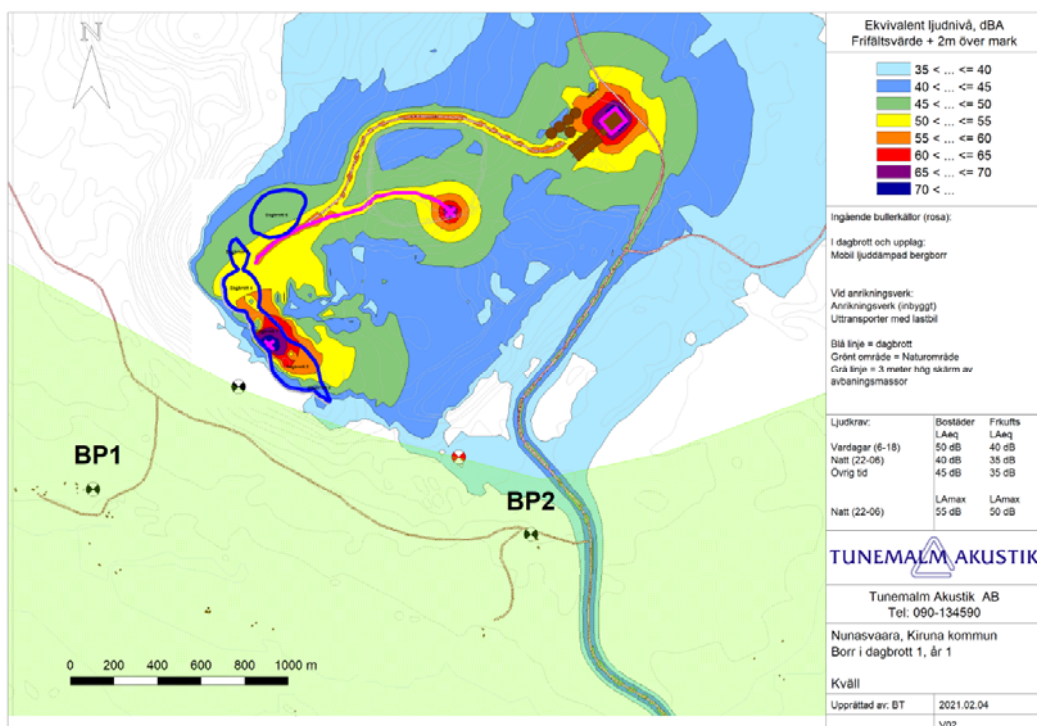 N
BP1
BP2
0 200 400 600 800 1000 m
Ekvivalent ljudnivå, dBA
Frifältsvärde + 2m över mark
35 < ... <= 40
40 < ... <= 45
45 < ... <= 50
50 < ... <= 55
55 < ... <= 60
60 < ... <= 65
65 < ... <= 70
70 < ...
Ingående bullerkällor (rosa):
I dagbrott och upplag:
Mobil ljuddämpad bergborr
Vid anrikningsverk:
Anrikningsverk (inbyggt)
Uttransporter med lastbil
Blå linje = dagbrott
Grönt område = Naturområde
Grå linje = 3 meter hög skärm av
avbaningsmassor
Ljudkrav: Bostäder Frilufts
LAeq LAeq
Vardagar (6-18) 50 dB 40 dB
Natt (22-06) 40 dB 35 dB
Övrig tid 45 dB 35 dB
LAmax LAmax
Natt (22-06) 55 dB 50 dB
TUNEMALM AKUSTIK
Tunemalm Akustik AB
Tel: 090-134590
Nunasvaara, Kiruna kommun
Borr i dagbrott 1, år 1
Kväll
Upprättad av: BT 2021.02.04
V02